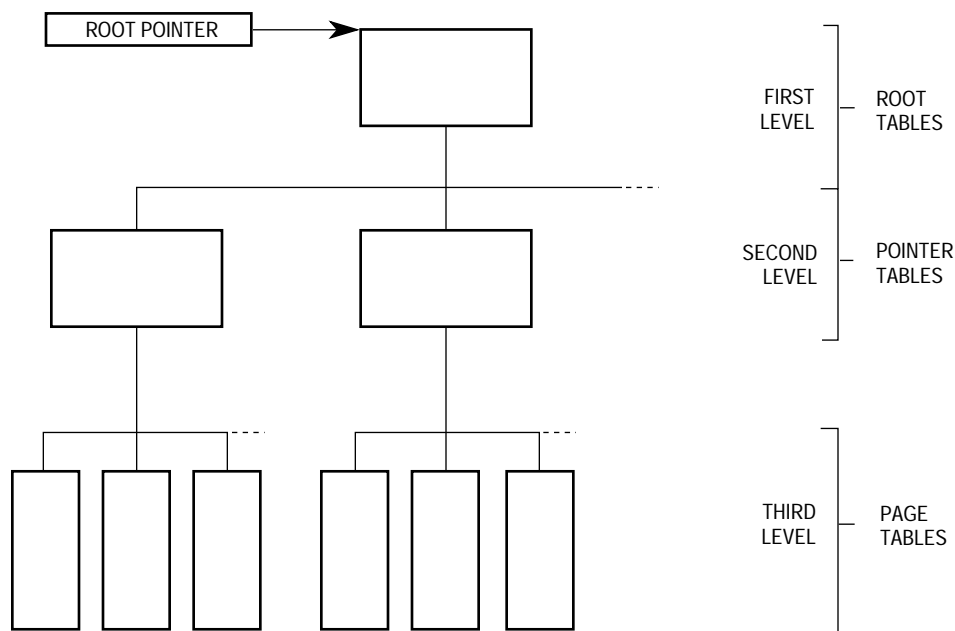 ROOT POINTER
FIRST
LEVEL
ROOT
TABLES
SECOND
LEVEL
POINTER
TABLES
THIRD
LEVEL
PAGE
TABLES